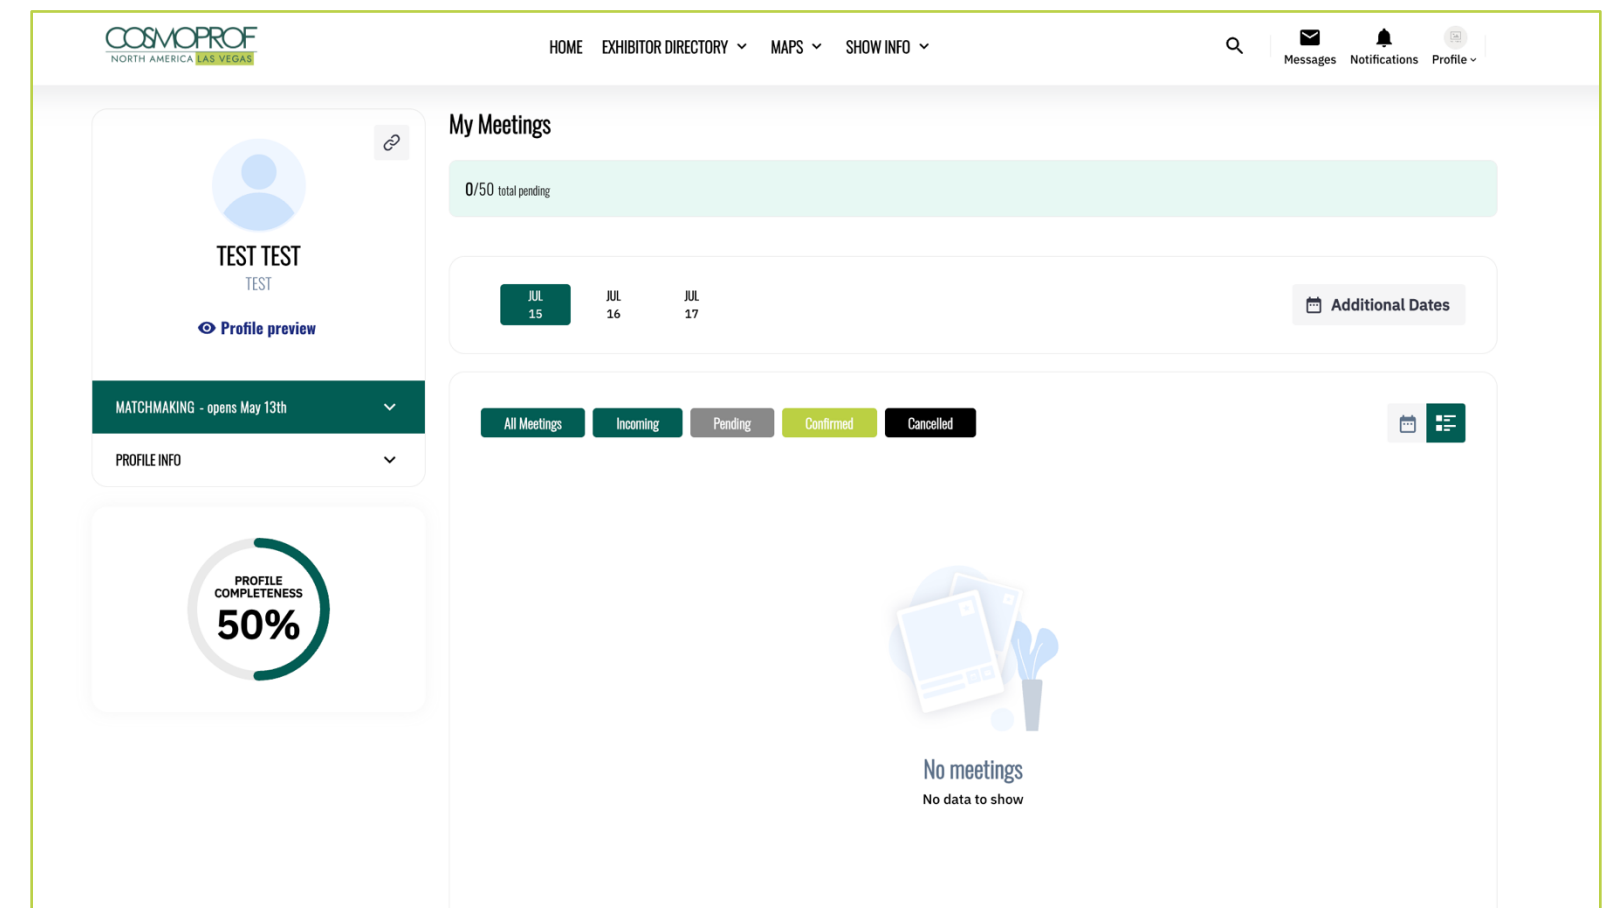 COSMOPROF
NORTH AMERICA LAS VEGAS
HOME EXHIBITOR DIRECTORY MAPS SHOW INFO
Messages Notifications Profile
TEST TEST
TEST
Profile preview
MATCHMAKING - opens May 13th
PROFILE INFO
PROFILE
COMPLETENESS
50%
My Meetings
0/50 total pending
JUL
15
JUL
16
JUL
17
Additional Dates
All Meetings Incoming Pending Confirmed Cancelled
No meetings
No data to show